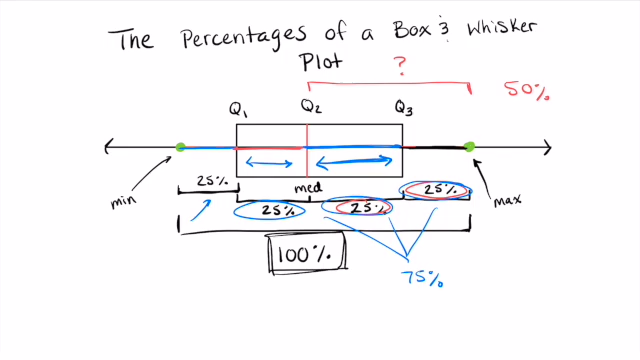 The Percentages of a Box & Whisker
Plot
?
50%
Q1 Q2 Q3
min
25%
med
25%
25%
25%
max
100%
75%